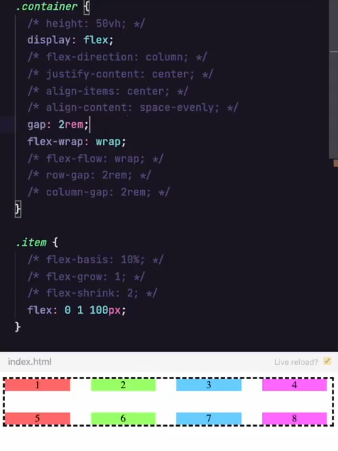 .container {
/* height: 50vh; */
display: flex;
/* flex-direction: column; */
/* justify-content: center; */
/* align-items: center; */
/* align-content: space-evenly; */
gap: 2rem;
flex-wrap: wrap;
/* flex-flow: wrap; */
/* row-gap: 2rem; */
/* column-gap: 2rem; */
}
.item {
/* flex-basis: 10%; */
/* flex-grow: 1; */
/* flex-shrink: 2; */
flex: 0 1 100px;
}
index.html Live reload?
1 2 3 4
5 6 7 8